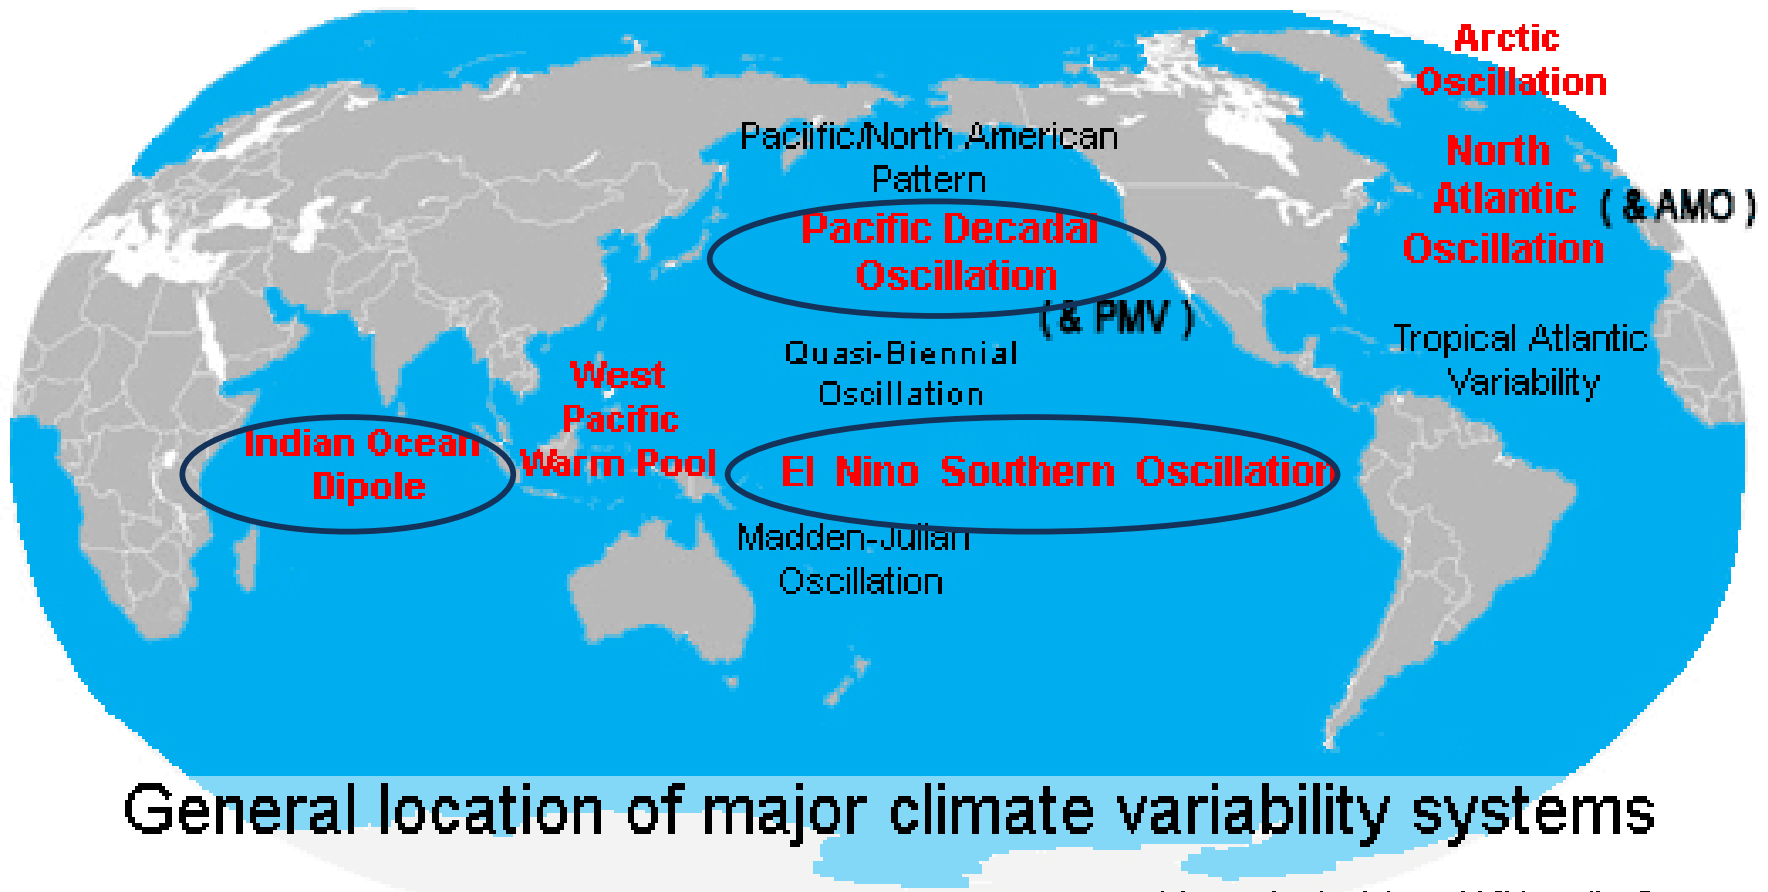 Arctic
Oscillation
Paciific/North American
Pattern
North
Atlantic
Oscillation
( & AMO )
Pacific Decadal
Oscillation
( & PMV )
Quasi-Biennial
Oscillation
Tropical Atlantic
Variability
West
Pacific
Warm Pool
Indian Ocean
Dipole
El Nino Southern Oscillation
Madden-Julian
Oscillation
General location of major climate variability systems